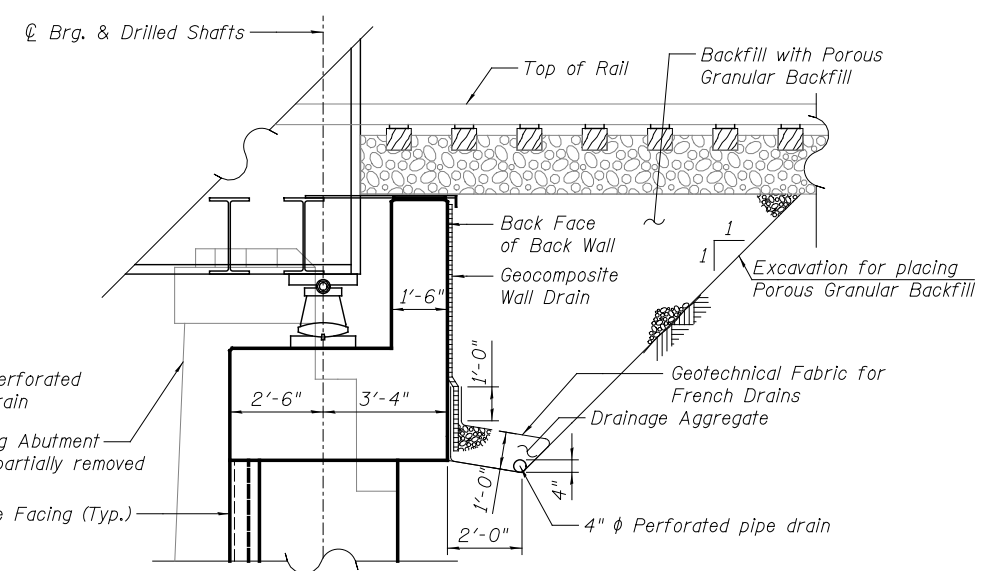 ℄ Brg. & Drilled Shafts
Top of Rail
Backfill with Porous
Granular Backfill
1
1
Back Face
of Back Wall
Geocomposite
Wall Drain
Excavation for placing
Porous Granular Backfill
1'-6"
1'-0"
2'-6"
3'-4"
Geotechnical Fabric for
French Drains
Drainage Aggregate
erforated
rain
g Abutment
partially removed
e Facing (Typ.)
1'-0"
4"
2'-0"
4" ϕ Perforated pipe drain